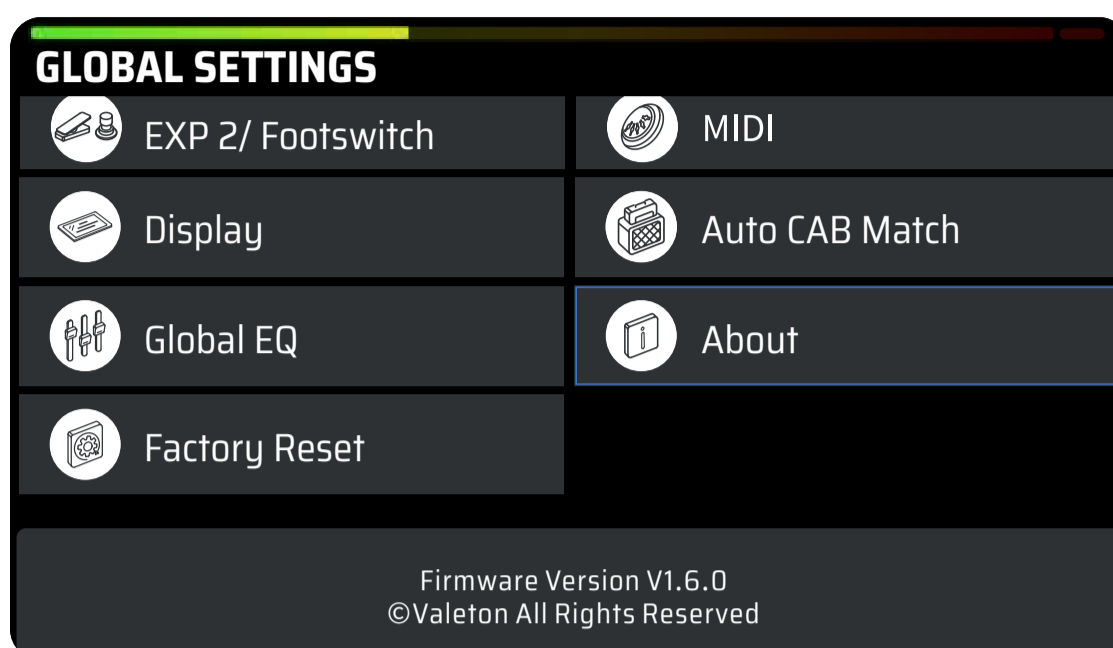 GLOBAL SETTINGS
EXP 2/ Footswitch
MIDI
Display
Auto CAB Match
Global EQ
About
Factory Reset
Firmware Version V1.6.0
©Valeton All Rights Reserved